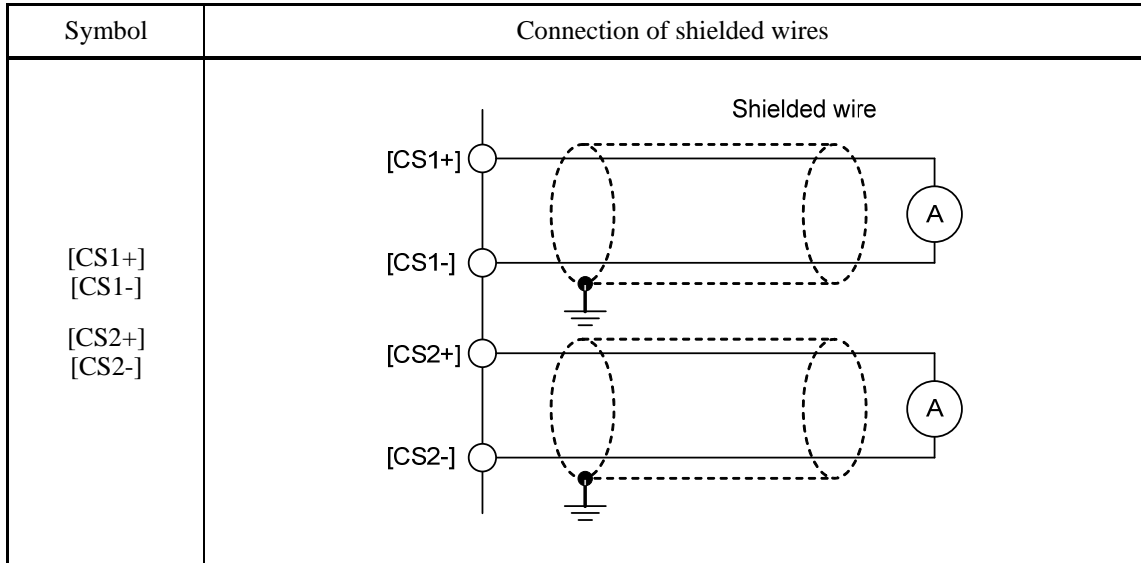 Symbol
Connection of shielded wires
[CS1+]
[CS1-]
[CS2+]
[CS2-]
Shielded wire
[CS1+]
A
[CS1-]
[CS2+]
A
[CS2-]